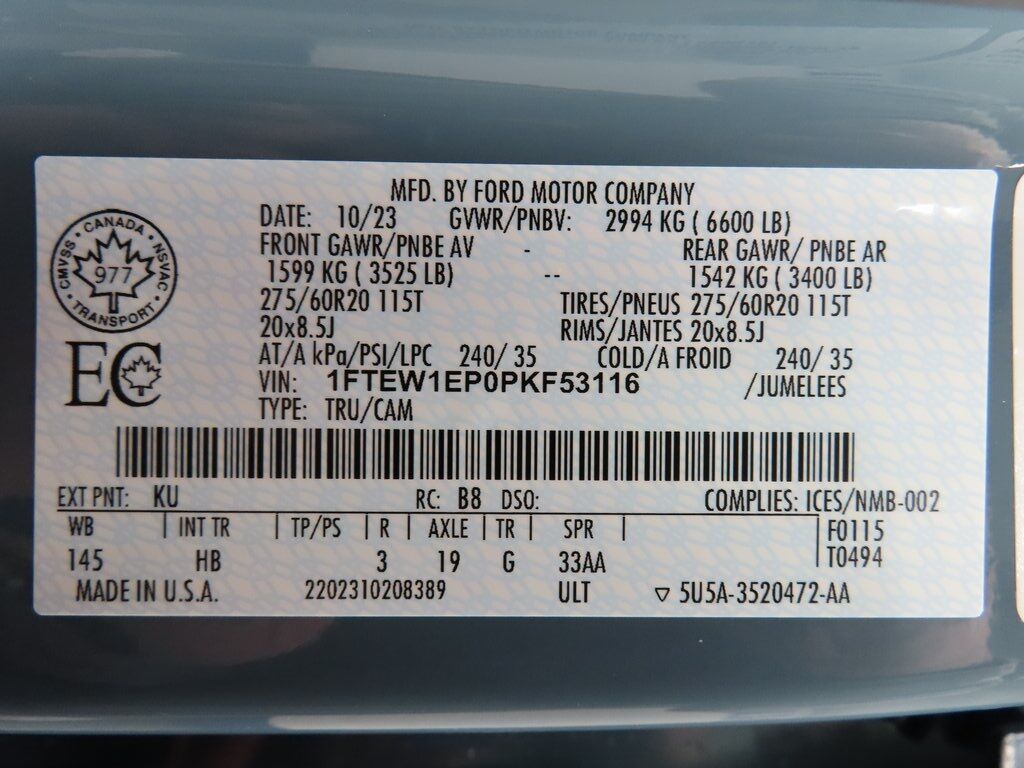 MFD. BY FORD MOTOR COMPANY
DATE: 10/23 GVWR/PNBV: 2994 KG ( 6600 LB)
FRONT GAWR/PNBE AV - REAR GAWR/ PNBE AR
1599 KG ( 3525 LB) -- 1542 KG ( 3400 LB)
275/60R20 115T TIRES/PNEUS 275/60R20 115T
20x8.5J RIMS/JANTES 20x8.5J
AT/A kPa/PSI/LPC 240/ 35 COLD/A FROID 240/ 35
VIN: 1FTEW1EP0PKF53116 /JUMELEES
TYPE: TRU/CAM
CANADA
CMVSS 977 NSVAC
TRANSPORT
EC
EXT PNT: KU RC: B8 DSO: COMPLIES: ICES/NMB-002
WB | INT TR | TP/PS | R | AXLE | TR | SPR | F0115
145 HB 3 19 G 33AA T0494
MADE IN U.S.A. 2202310208389 ULT ▽ 5U5A-3520472-AA